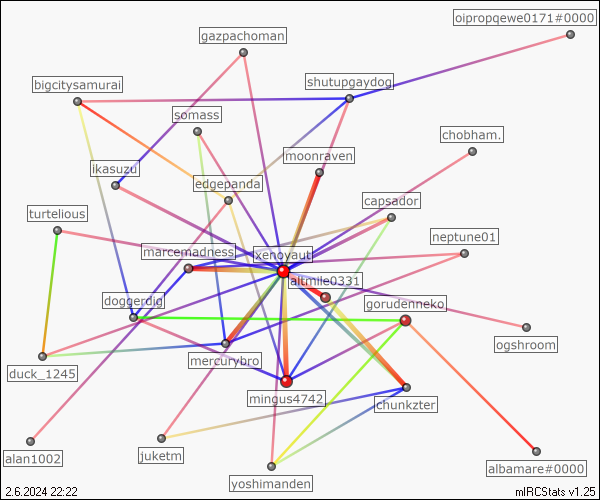 oipropqewe0171#0000
gazpachoman
shutupgaydog
bigcitysamurai
somass
chobham.
moonraven
ikasuzu
edgepanda
capsador
turtelious
neptune01
marcemadness
xenoyaut
altmile0331
doggerdig
gorudenneko
ogshroom
mercurybro
duck_1245
mingus4742
chunkzter
alan1002
juketm
albamare#0000
yoshimanden
2.6.2024 22:22
mIRCStats v1.25